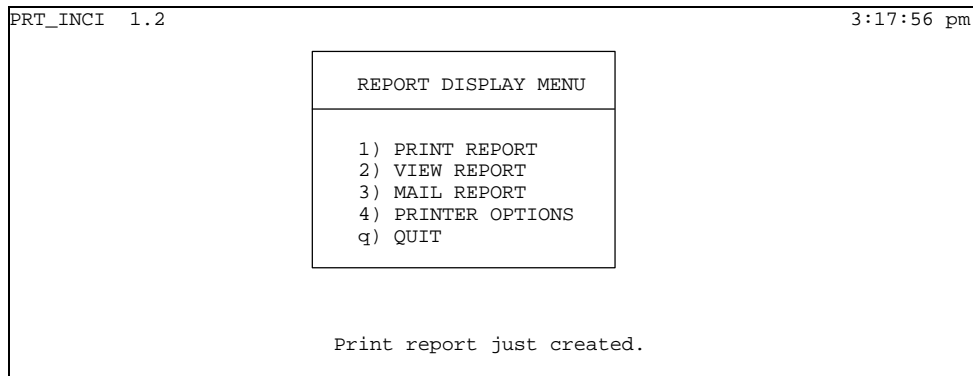 PRT_INCI 1.2 3:17:56 pm
REPORT DISPLAY MENU
1) PRINT REPORT
2) VIEW REPORT
3) MAIL REPORT
4) PRINTER OPTIONS
q) QUIT
Print report just created.